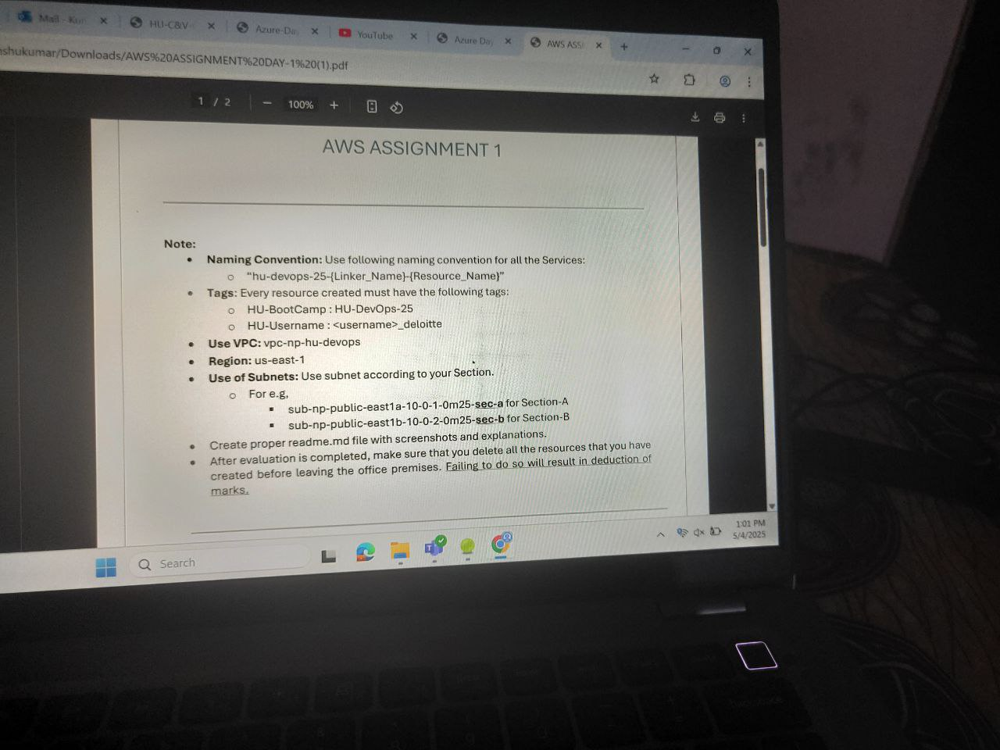 Mail - Kun
HU-C&V-
Azure-Da
YouTube
Azure Day
AWS ASSI
shukumar/Downloads/AWS%20ASSIGNMENT%20DAY-1%20(1).pdf
1 / 2
100%
AWS ASSIGNMENT 1
Note:
• Naming Convention: Use following naming convention for all the Services:
○ "hu-devops-25-{Linker_Name}-{Resource_Name}"
• Tags: Every resource created must have the following tags:
○ HU-BootCamp : HU-DevOps-25
○ HU-Username : <username>_deloitte
• Use VPC: vpc-np-hu-devops
• Region: us-east-1
• Use of Subnets: Use subnet according to your Section.
○ For e.g,
▪ sub-np-public-east1a-10-0-1-0m25-sec-a for Section-A
▪ sub-np-public-east1b-10-0-2-0m25-sec-b for Section-B
• Create proper readme.md file with screenshots and explanations.
• After evaluation is completed, make sure that you delete all the resources that you have
created before leaving the office premises. Failing to do so will result in deduction of
marks.
Search
1:01 PM
5/4/2025